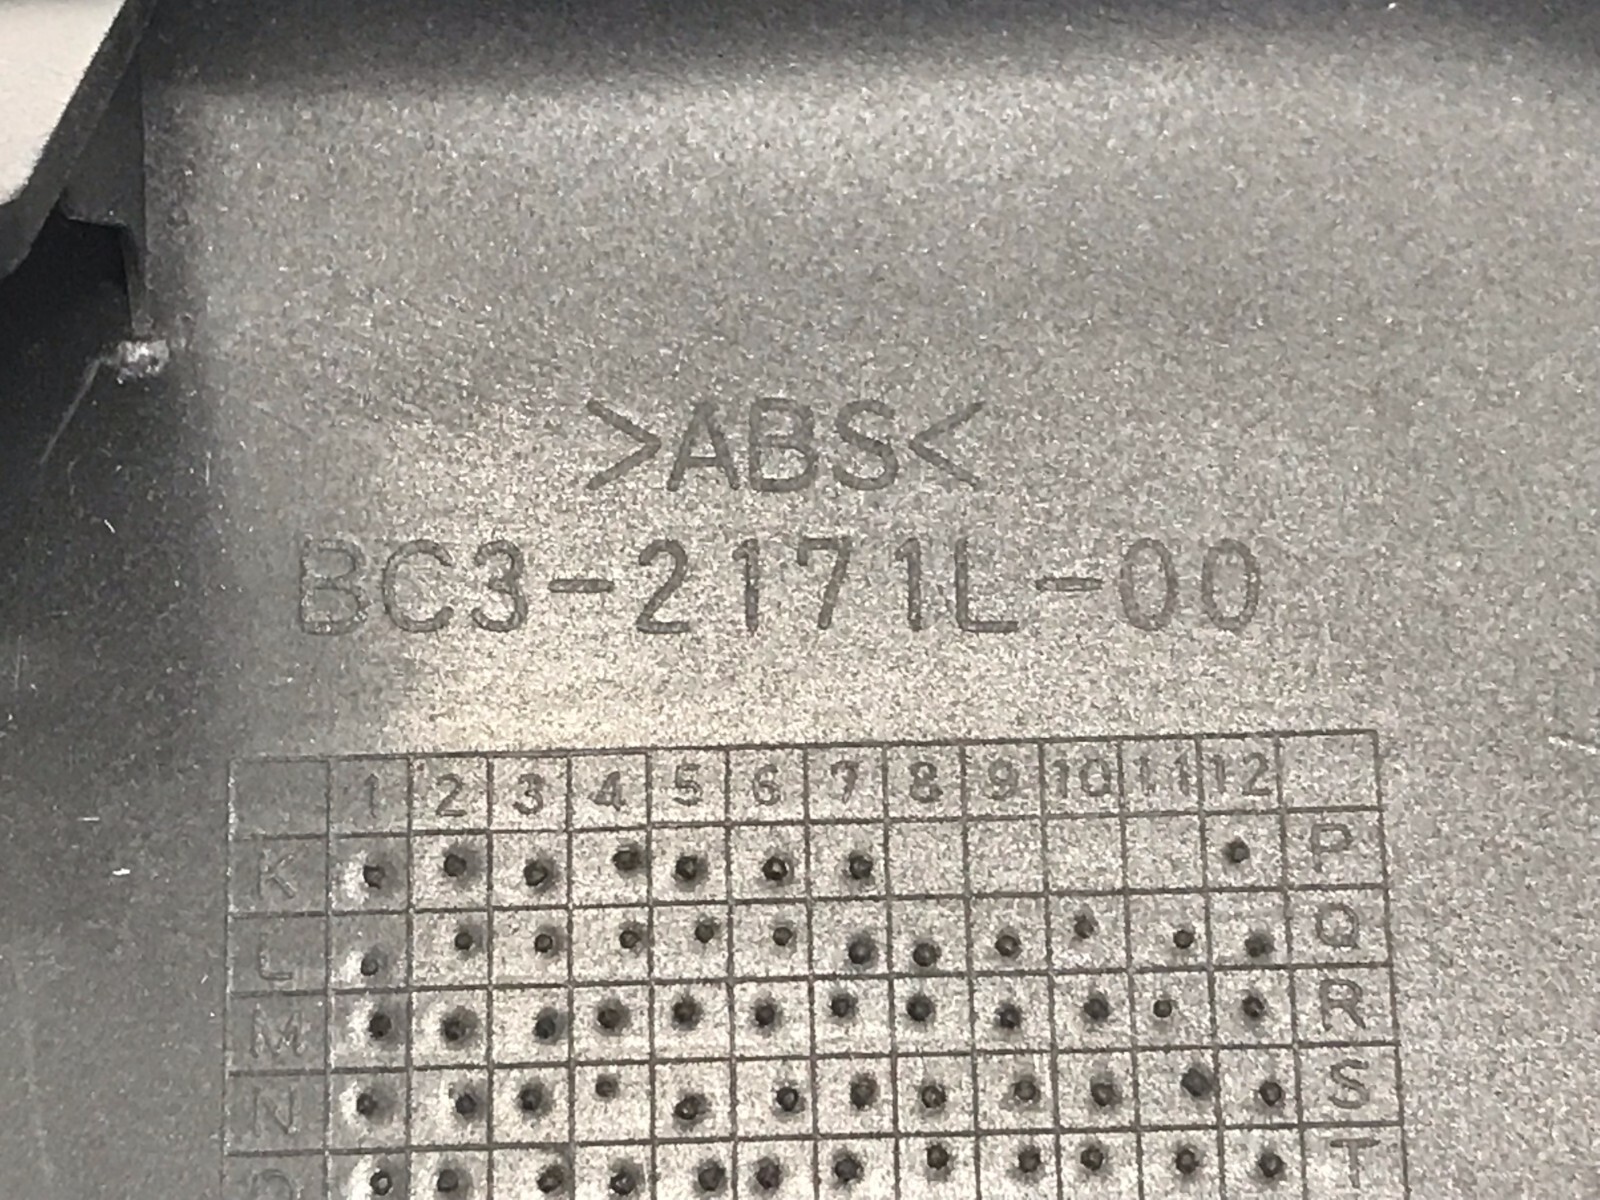 >ABS<
BC3-2171L-00
1 2 3 4 5 6 7 8 9 10 11 12
K P
L Q
M R
N S
O T